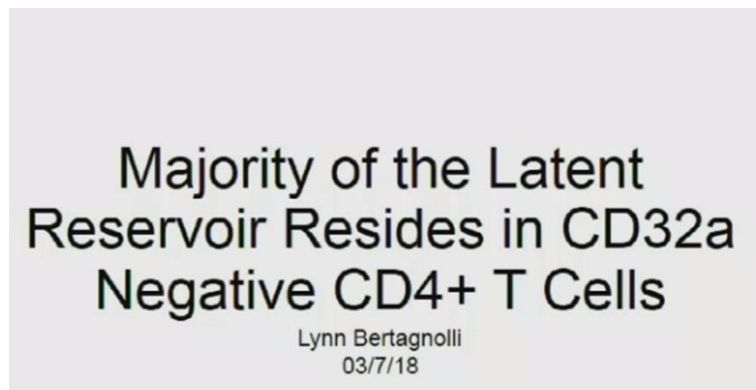 Majority of the Latent
Reservoir Resides in CD32a
Negative CD4+ T Cells
Lynn Bertagnolli
03/7/18